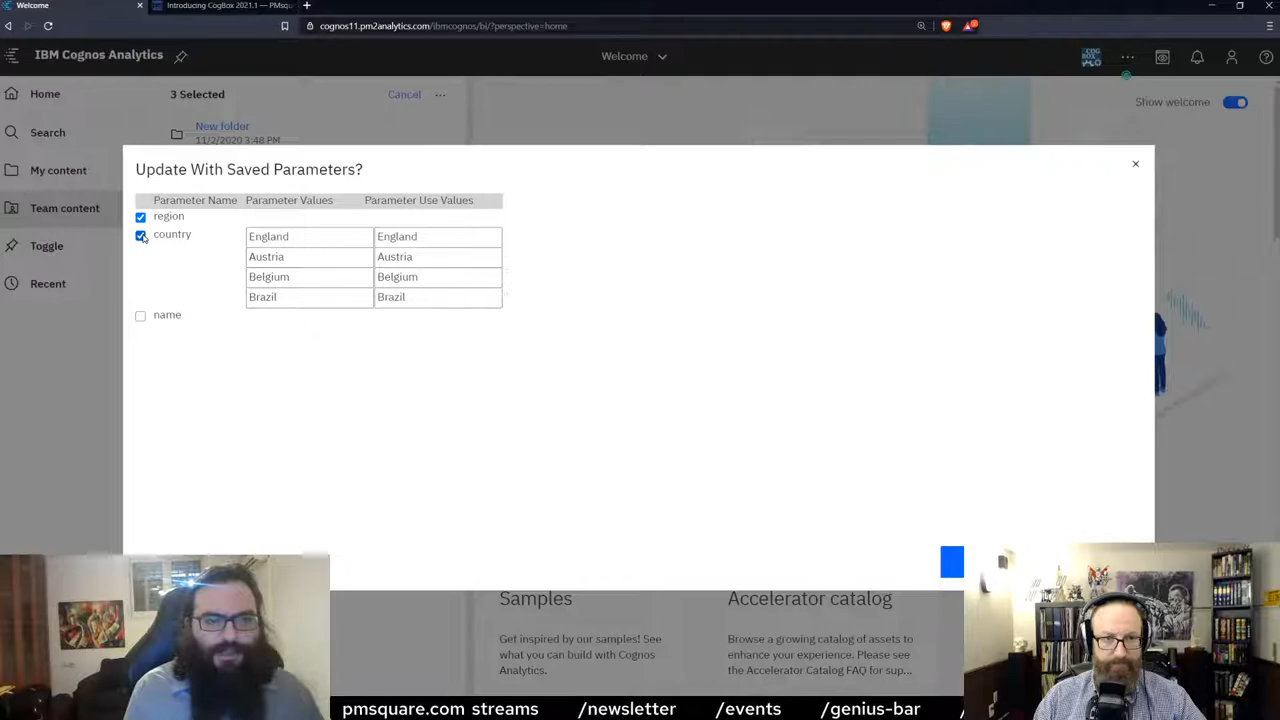 Welcome
Introducing CogBox 2021.1 — PMsqu
cognos11.pm2analytics.com/ibmcognos/bi/?perspective=home
IBM Cognos Analytics
Welcome
COG
BOX
Home
3 Selected
Cancel
Show welcome
New folder
11/2/2020 3:48 PM
Search
My content
Team content
Toggle
Recent
Update With Saved Parameters?
Parameter Name Parameter Values Parameter Use Values
region
country
England England
Austria Austria
Belgium Belgium
Brazil Brazil
name
Samples
Get inspired by our samples! See
what you can build with Cognos
Analytics.
Accelerator catalog
Browse a growing catalog of assets to
enhance your experience. Please see
the Accelerator Catalog FAQ for sup...
pmsquare.com streams /newsletter /events /genius-bar /